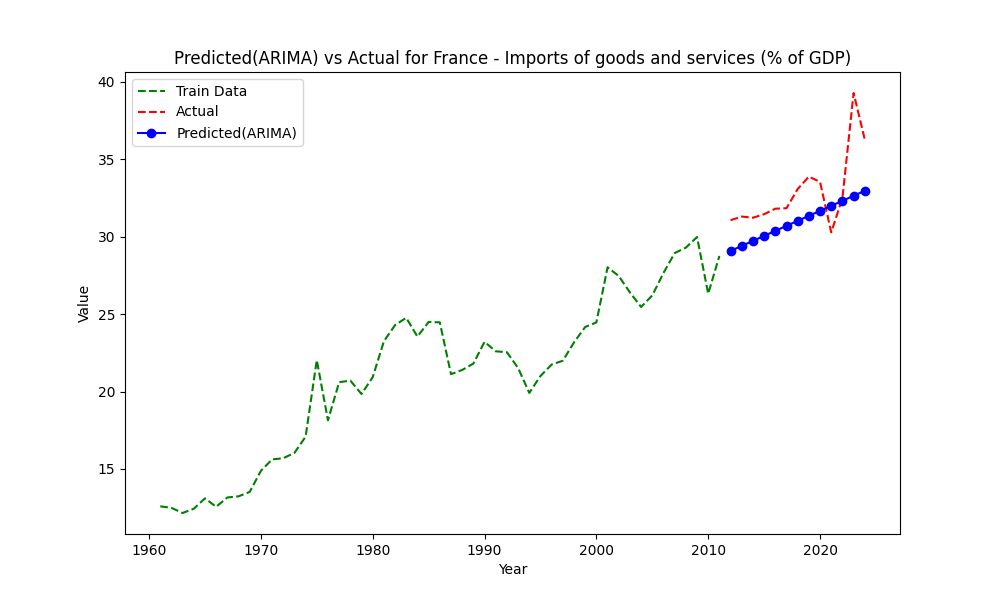 Predicted(ARIMA) vs Actual for France - Imports of goods and services (% of GDP)
Train Data
Actual
Predicted(ARIMA)
40
35
30
25
20
15
Value
1960 1970 1980 1990 2000 2010 2020
Year